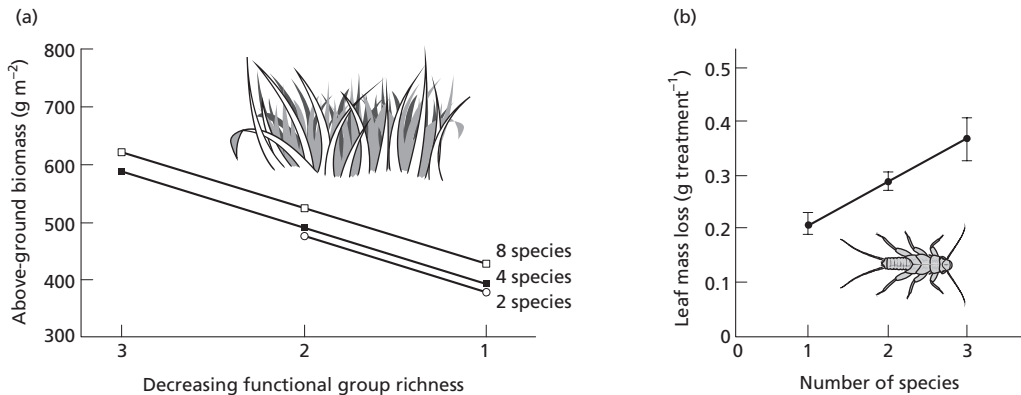 (a)
800
700
600
500
400
300
Above-ground biomass (g m⁻²)
8 species
4 species
2 species
3 2 1
Decreasing functional group richness
(b)
0.5
0.4
0.3
0.2
0.1
0
Leaf mass loss (g treatment⁻¹)
0 1 2 3
Number of species